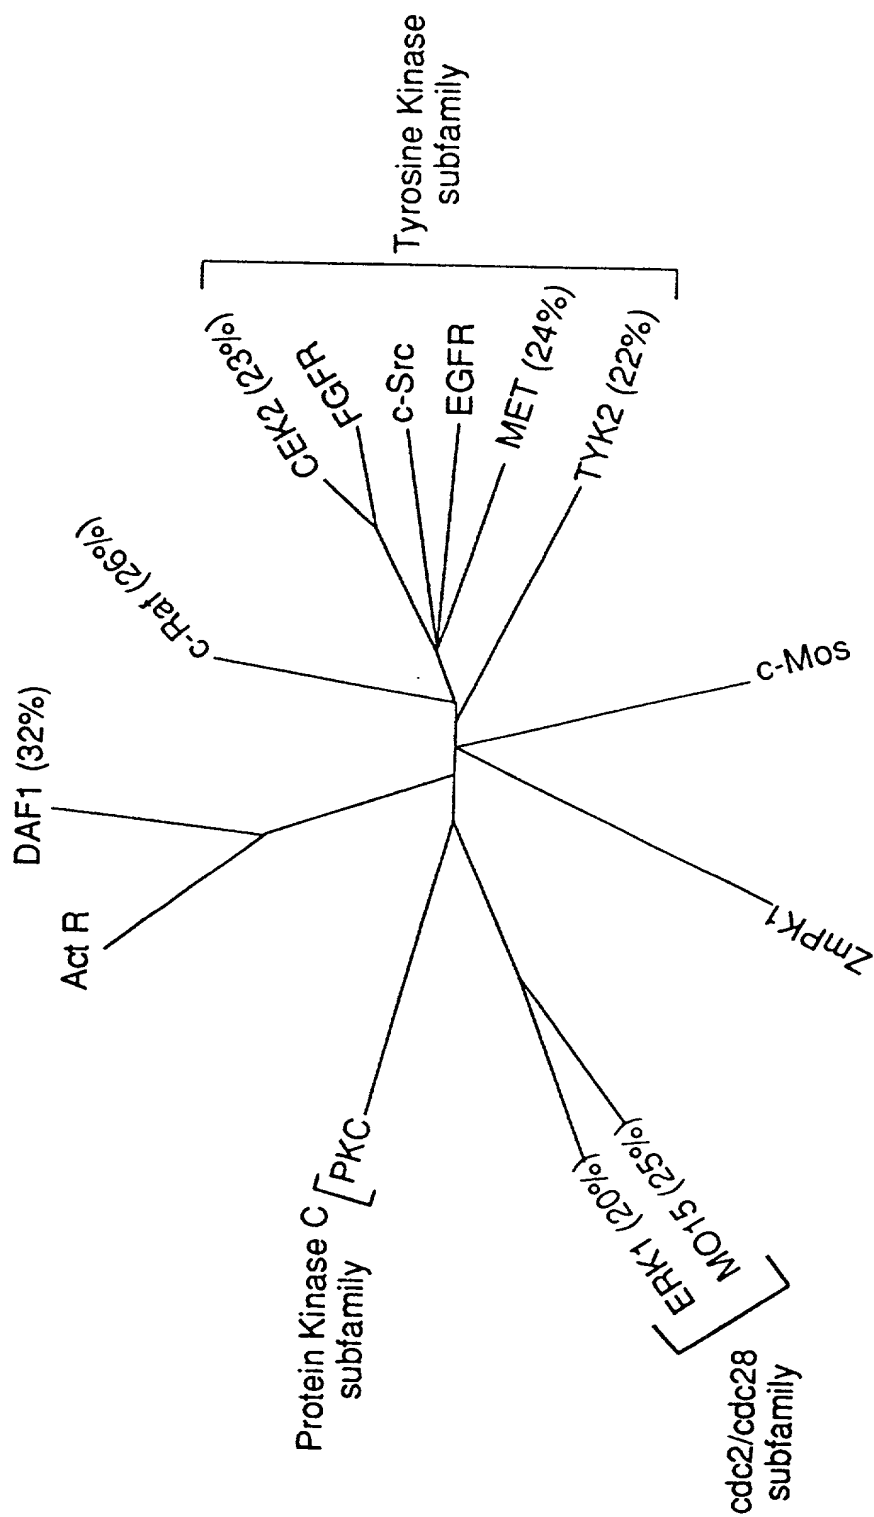 Tyrosine Kinase
subfamily
CEK2 (23%)
FGFR
c-Src
EGFR
MET (24%)
TYK2 (22%)
c-Raf (26%)
c-Mos
DAF1 (32%)
Act R
ZmPK1
PKC
Protein Kinase C
subfamily
ERK1 (20%)
MO15 (25%)
cdc2/cdc28
subfamily